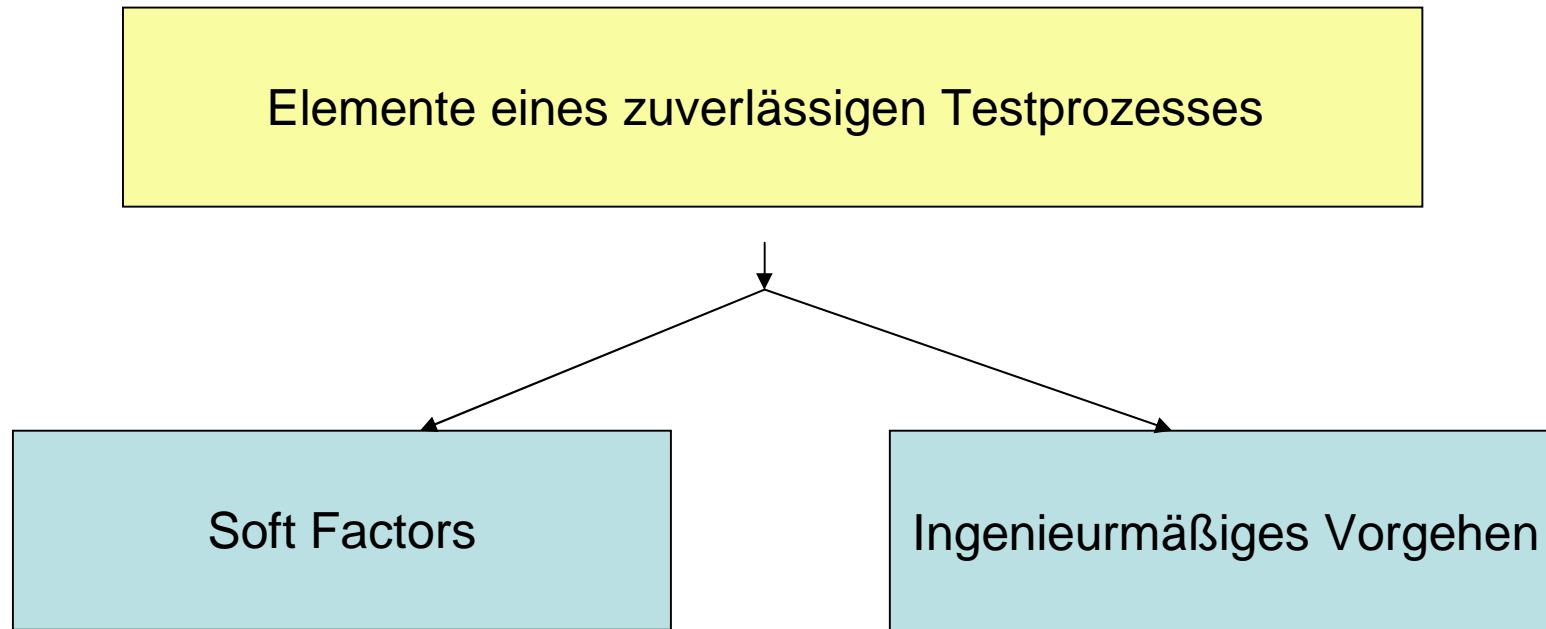 Elemente eines zuverlässigen Testprozesses
Soft Factors
Ingenieurmäßiges Vorgehen